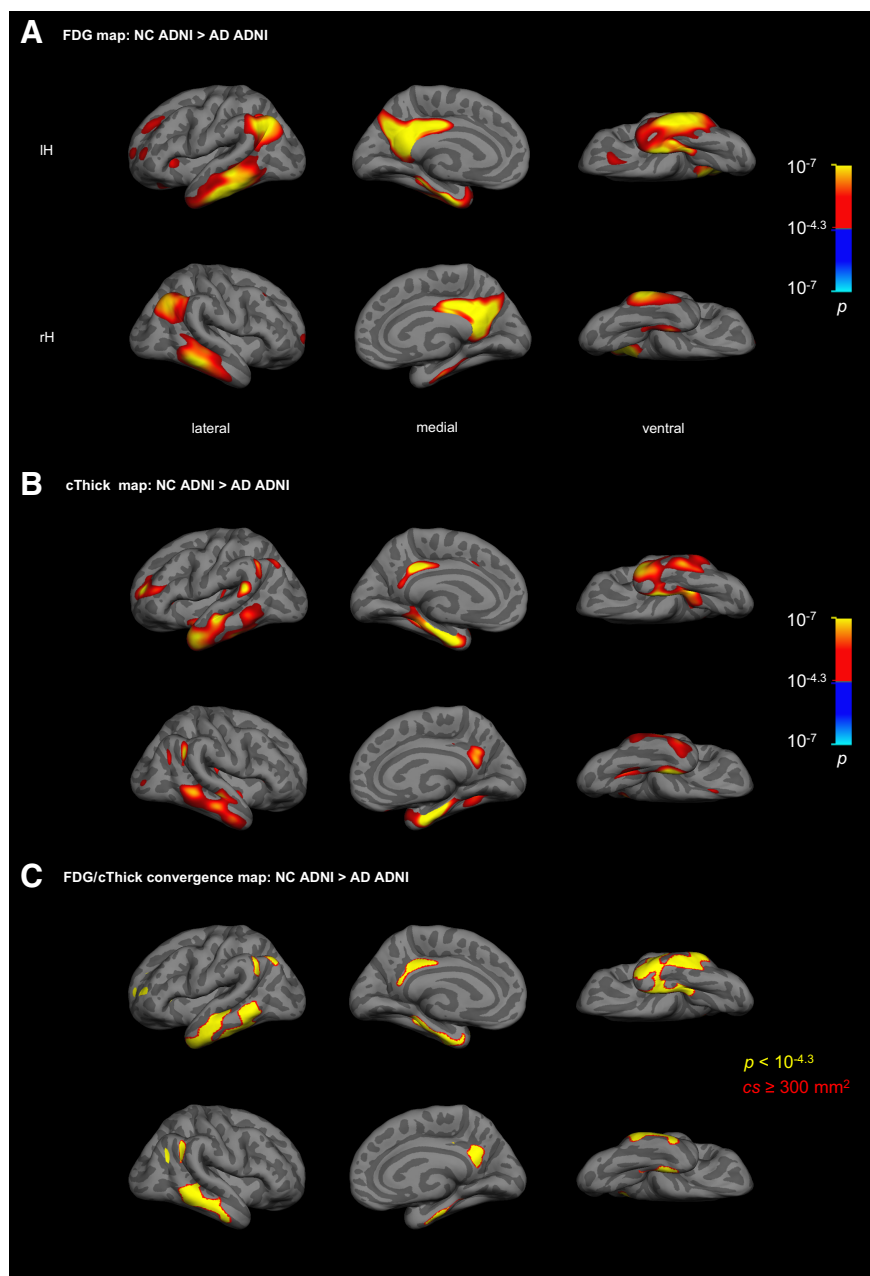 A FDG map: NC ADNI > AD ADNI
lH
10-7
10-4.3
10-7
p
rH
lateral medial ventral
B cThick map: NC ADNI > AD ADNI
10-7
10-4.3
10-7
p
C FDG/cThick convergence map: NC ADNI > AD ADNI
p < 10-4.3
cs ≥ 300 mm2